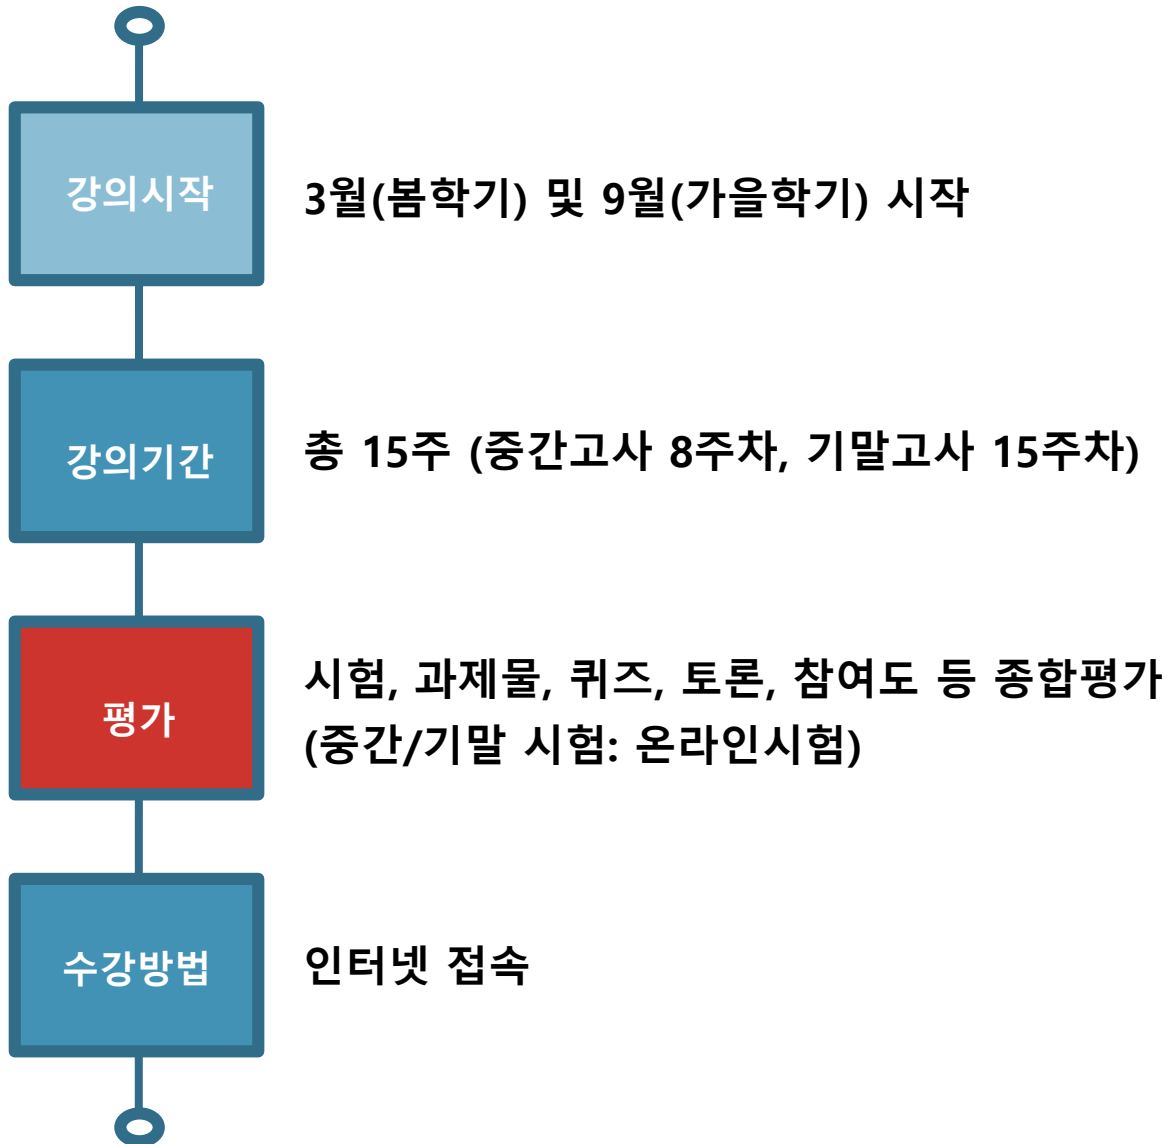 강의시작
3월(봄학기) 및 9월(가을학기) 시작
강의기간
총 15주 (중간고사 8주차, 기말고사 15주차)
평가
시험, 과제물, 퀴즈, 토론, 참여도 등 종합평가
(중간/기말 시험: 온라인시험)
수강방법
인터넷 접속